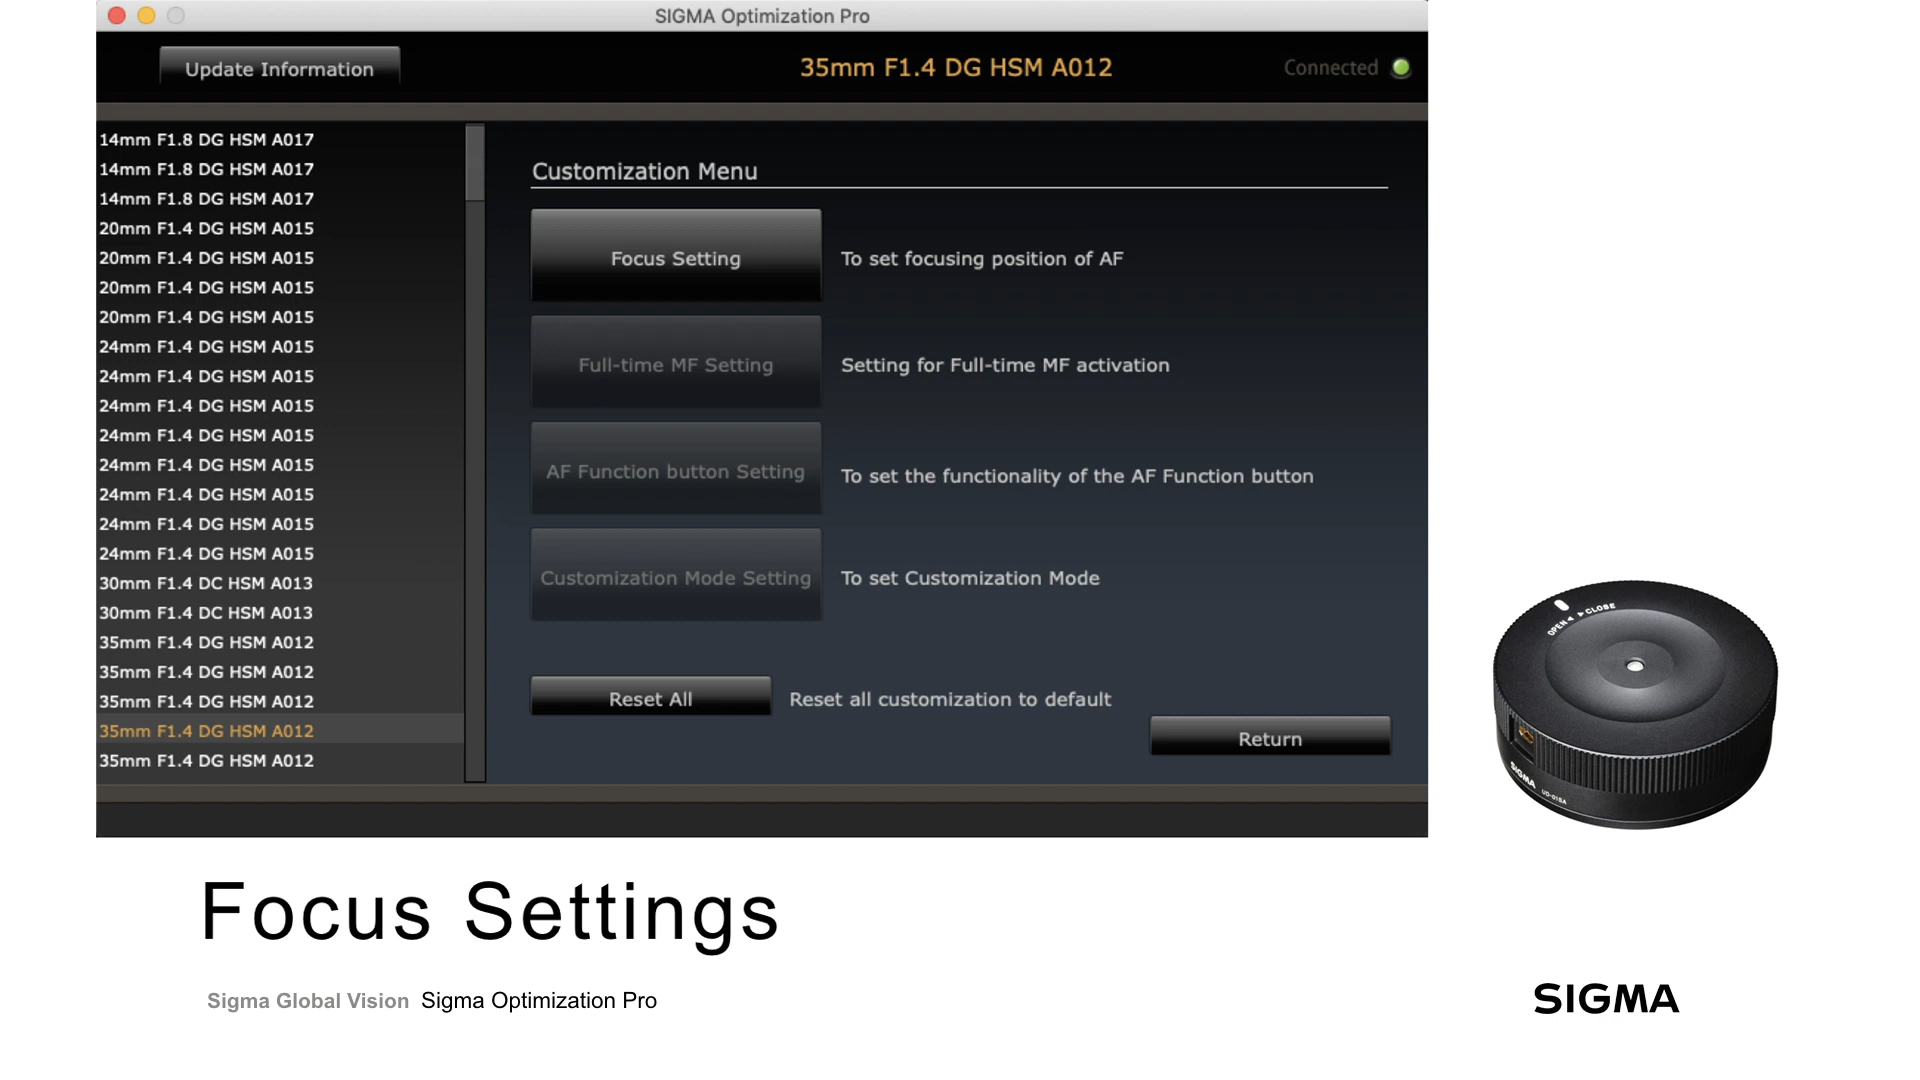 SIGMA Optimization Pro
Update Information
35mm F1.4 DG HSM A012
Connected
14mm F1.8 DG HSM A017
14mm F1.8 DG HSM A017
14mm F1.8 DG HSM A017
20mm F1.4 DG HSM A015
20mm F1.4 DG HSM A015
20mm F1.4 DG HSM A015
20mm F1.4 DG HSM A015
24mm F1.4 DG HSM A015
24mm F1.4 DG HSM A015
24mm F1.4 DG HSM A015
24mm F1.4 DG HSM A015
24mm F1.4 DG HSM A015
24mm F1.4 DG HSM A015
24mm F1.4 DG HSM A015
24mm F1.4 DG HSM A015
30mm F1.4 DC HSM A013
30mm F1.4 DC HSM A013
35mm F1.4 DG HSM A012
35mm F1.4 DG HSM A012
35mm F1.4 DG HSM A012
35mm F1.4 DG HSM A012
35mm F1.4 DG HSM A012
Customization Menu
Focus Setting
To set focusing position of AF
Full-time MF Setting
Setting for Full-time MF activation
AF Function button Setting
To set the functionality of the AF Function button
Customization Mode Setting
To set Customization Mode
Reset All
Reset all customization to default
Return
OPEN◄ ►CLOSE
SIGMA UD-01SA
Focus Settings
Sigma Global Vision Sigma Optimization Pro
SIGMA